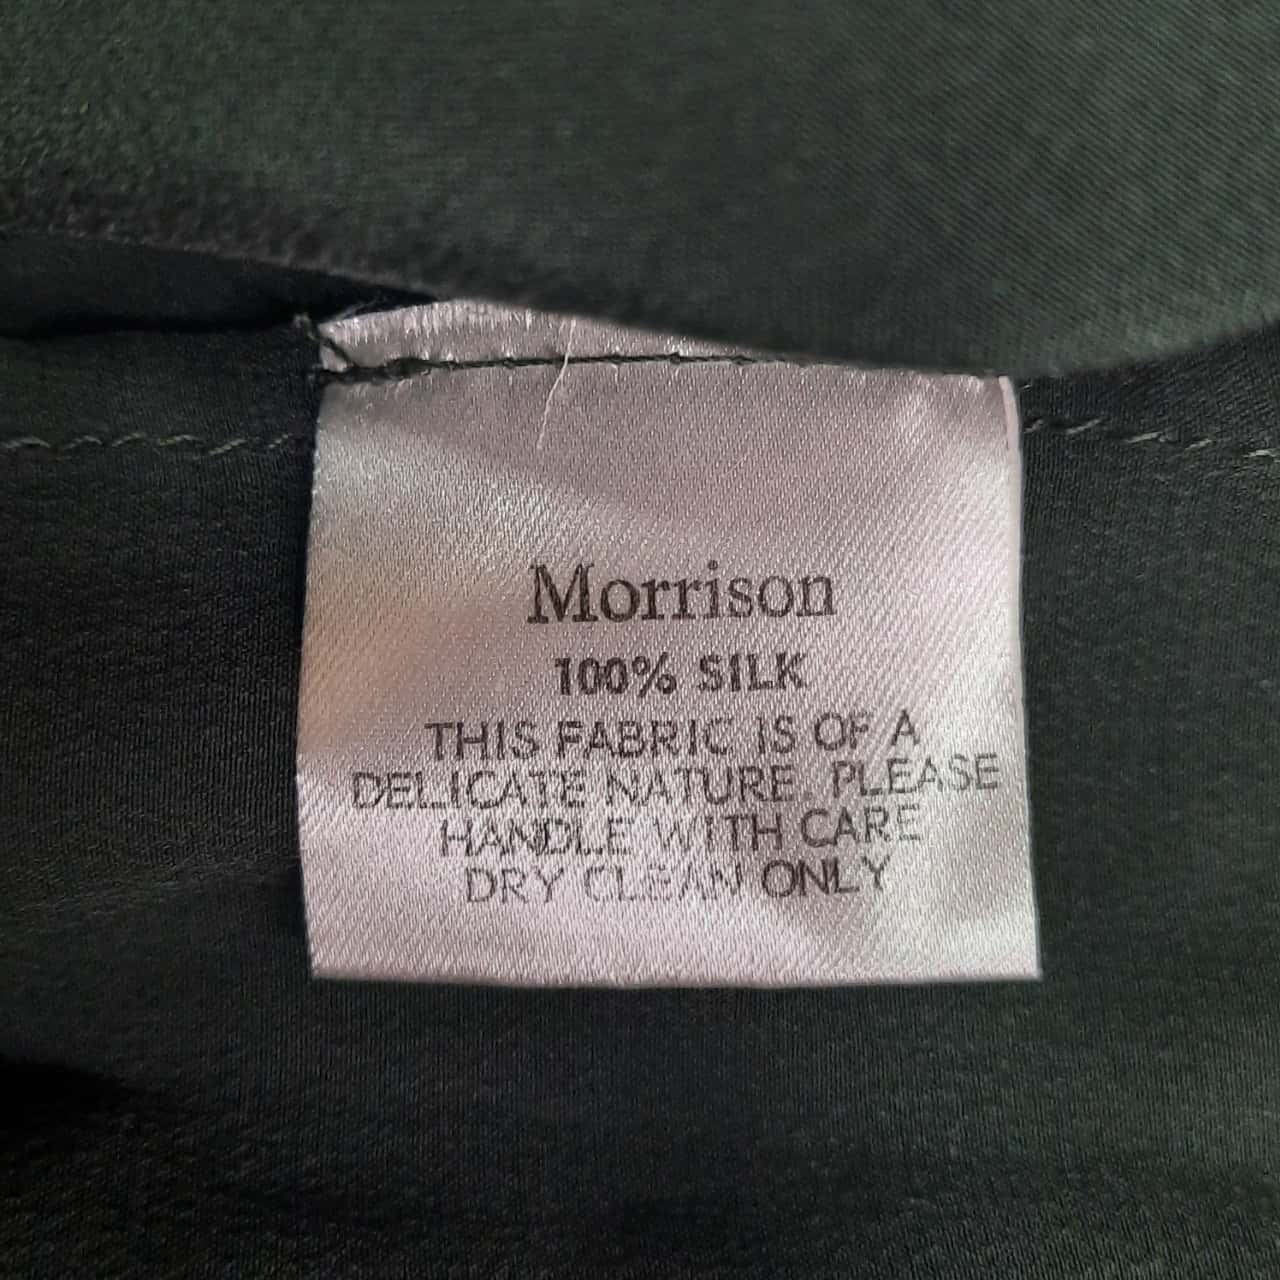 Morrison
100% SILK
THIS FABRIC IS OF A
DELICATE NATURE. PLEASE
HANDLE WITH CARE
DRY CLEAN ONLY